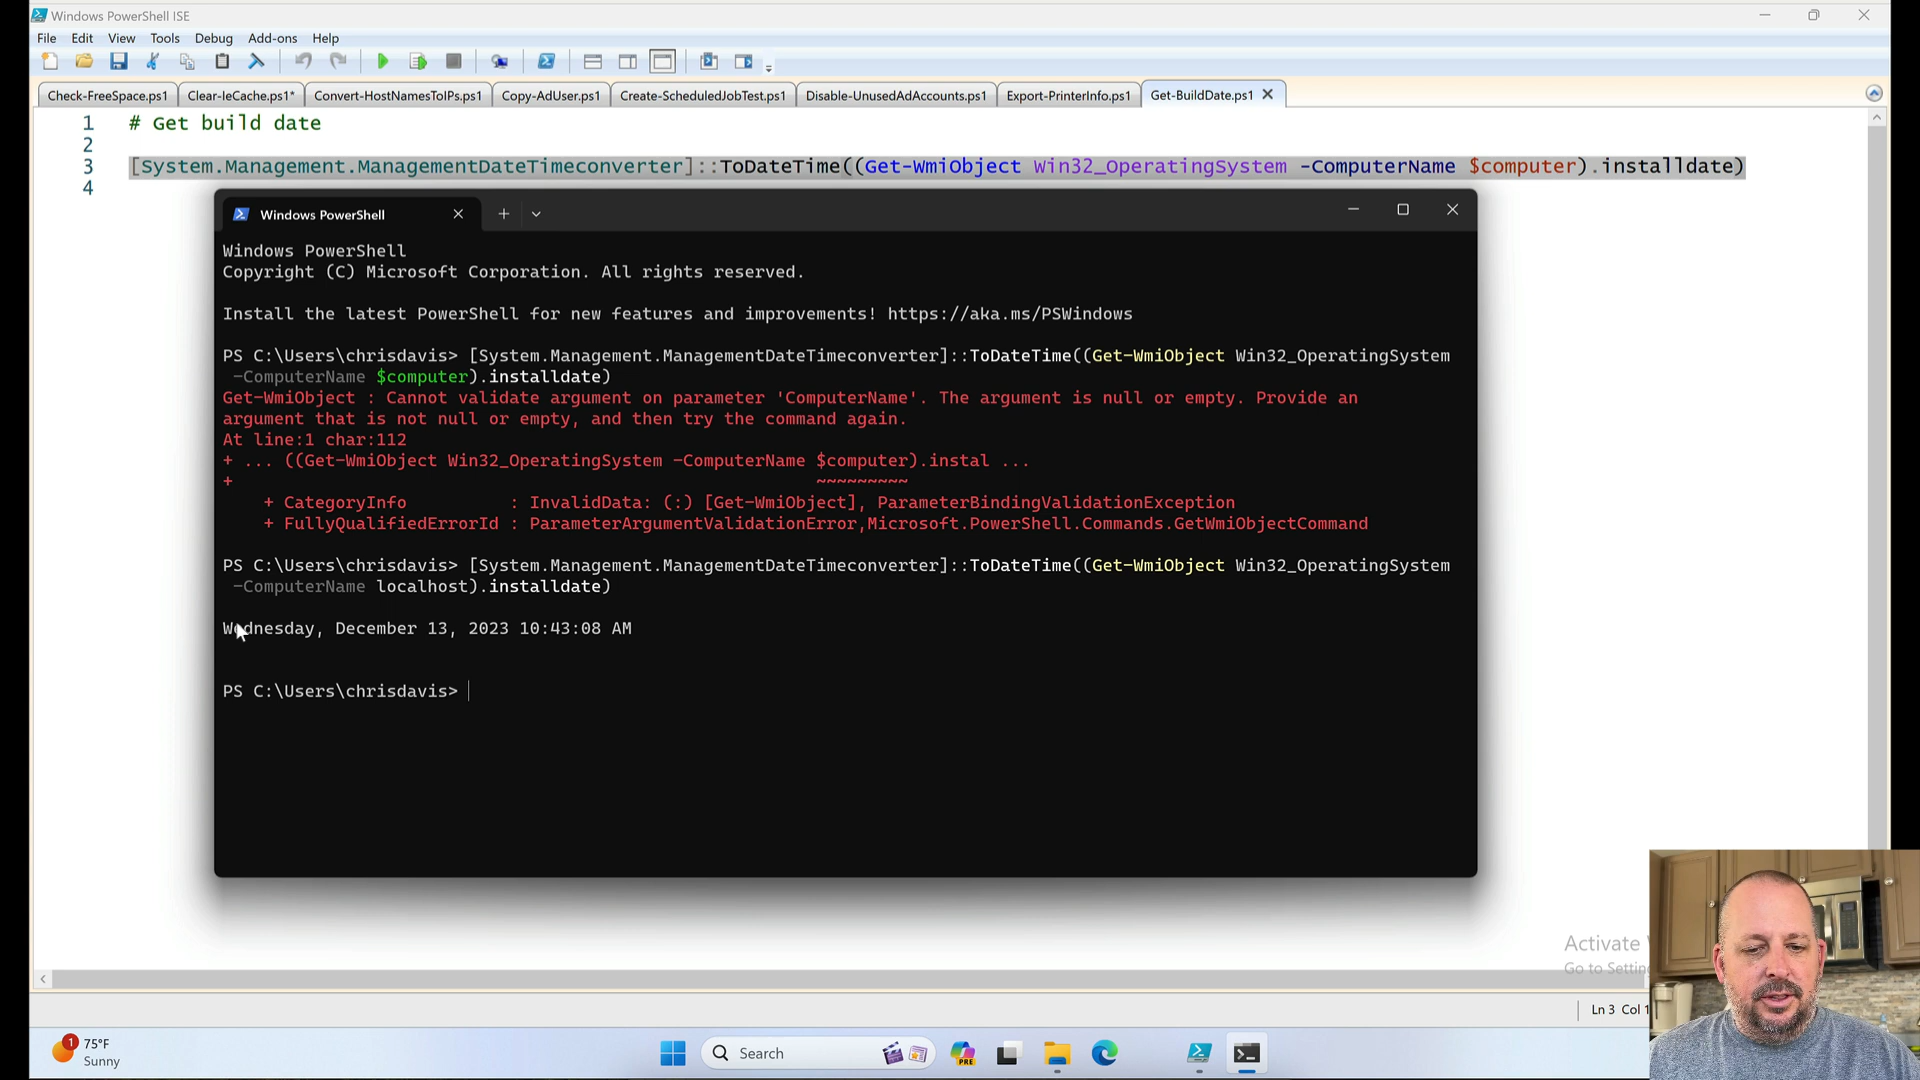 Windows PowerShell ISE
File Edit View Tools Debug Add-ons Help
Check-FreeSpace.ps1 Clear-IeCache.ps1* Convert-HostNamesToIPs.ps1 Copy-AdUser.ps1 Create-ScheduledJobTest.ps1 Disable-UnusedAdAccounts.ps1 Export-PrinterInfo.ps1 Get-BuildDate.ps1
1 # Get build date
2
3 [System.Management.ManagementDateTimeconverter]::ToDateTime((Get-WmiObject Win32_OperatingSystem -ComputerName $computer).installdate)
4
Windows PowerShell
Windows PowerShell
Copyright (C) Microsoft Corporation. All rights reserved.
Install the latest PowerShell for new features and improvements! https://aka.ms/PSWindows
PS C:\Users\chrisdavis> [System.Management.ManagementDateTimeconverter]::ToDateTime((Get-WmiObject Win32_OperatingSystem
-ComputerName $computer).installdate)
Get-WmiObject : Cannot validate argument on parameter 'ComputerName'. The argument is null or empty. Provide an
argument that is not null or empty, and then try the command again.
At line:1 char:112
+ ... ((Get-WmiObject Win32_OperatingSystem -ComputerName $computer).instal ...
+ ~~~~~~~~~
+ CategoryInfo : InvalidData: (:) [Get-WmiObject], ParameterBindingValidationException
+ FullyQualifiedErrorId : ParameterArgumentValidationError,Microsoft.PowerShell.Commands.GetWmiObjectCommand
PS C:\Users\chrisdavis> [System.Management.ManagementDateTimeconverter]::ToDateTime((Get-WmiObject Win32_OperatingSystem
-ComputerName localhost).installdate)
Wednesday, December 13, 2023 10:43:08 AM
PS C:\Users\chrisdavis>
Activate
Go to
Ln 3 Col 1
1
75°F
Sunny
Search
PRE